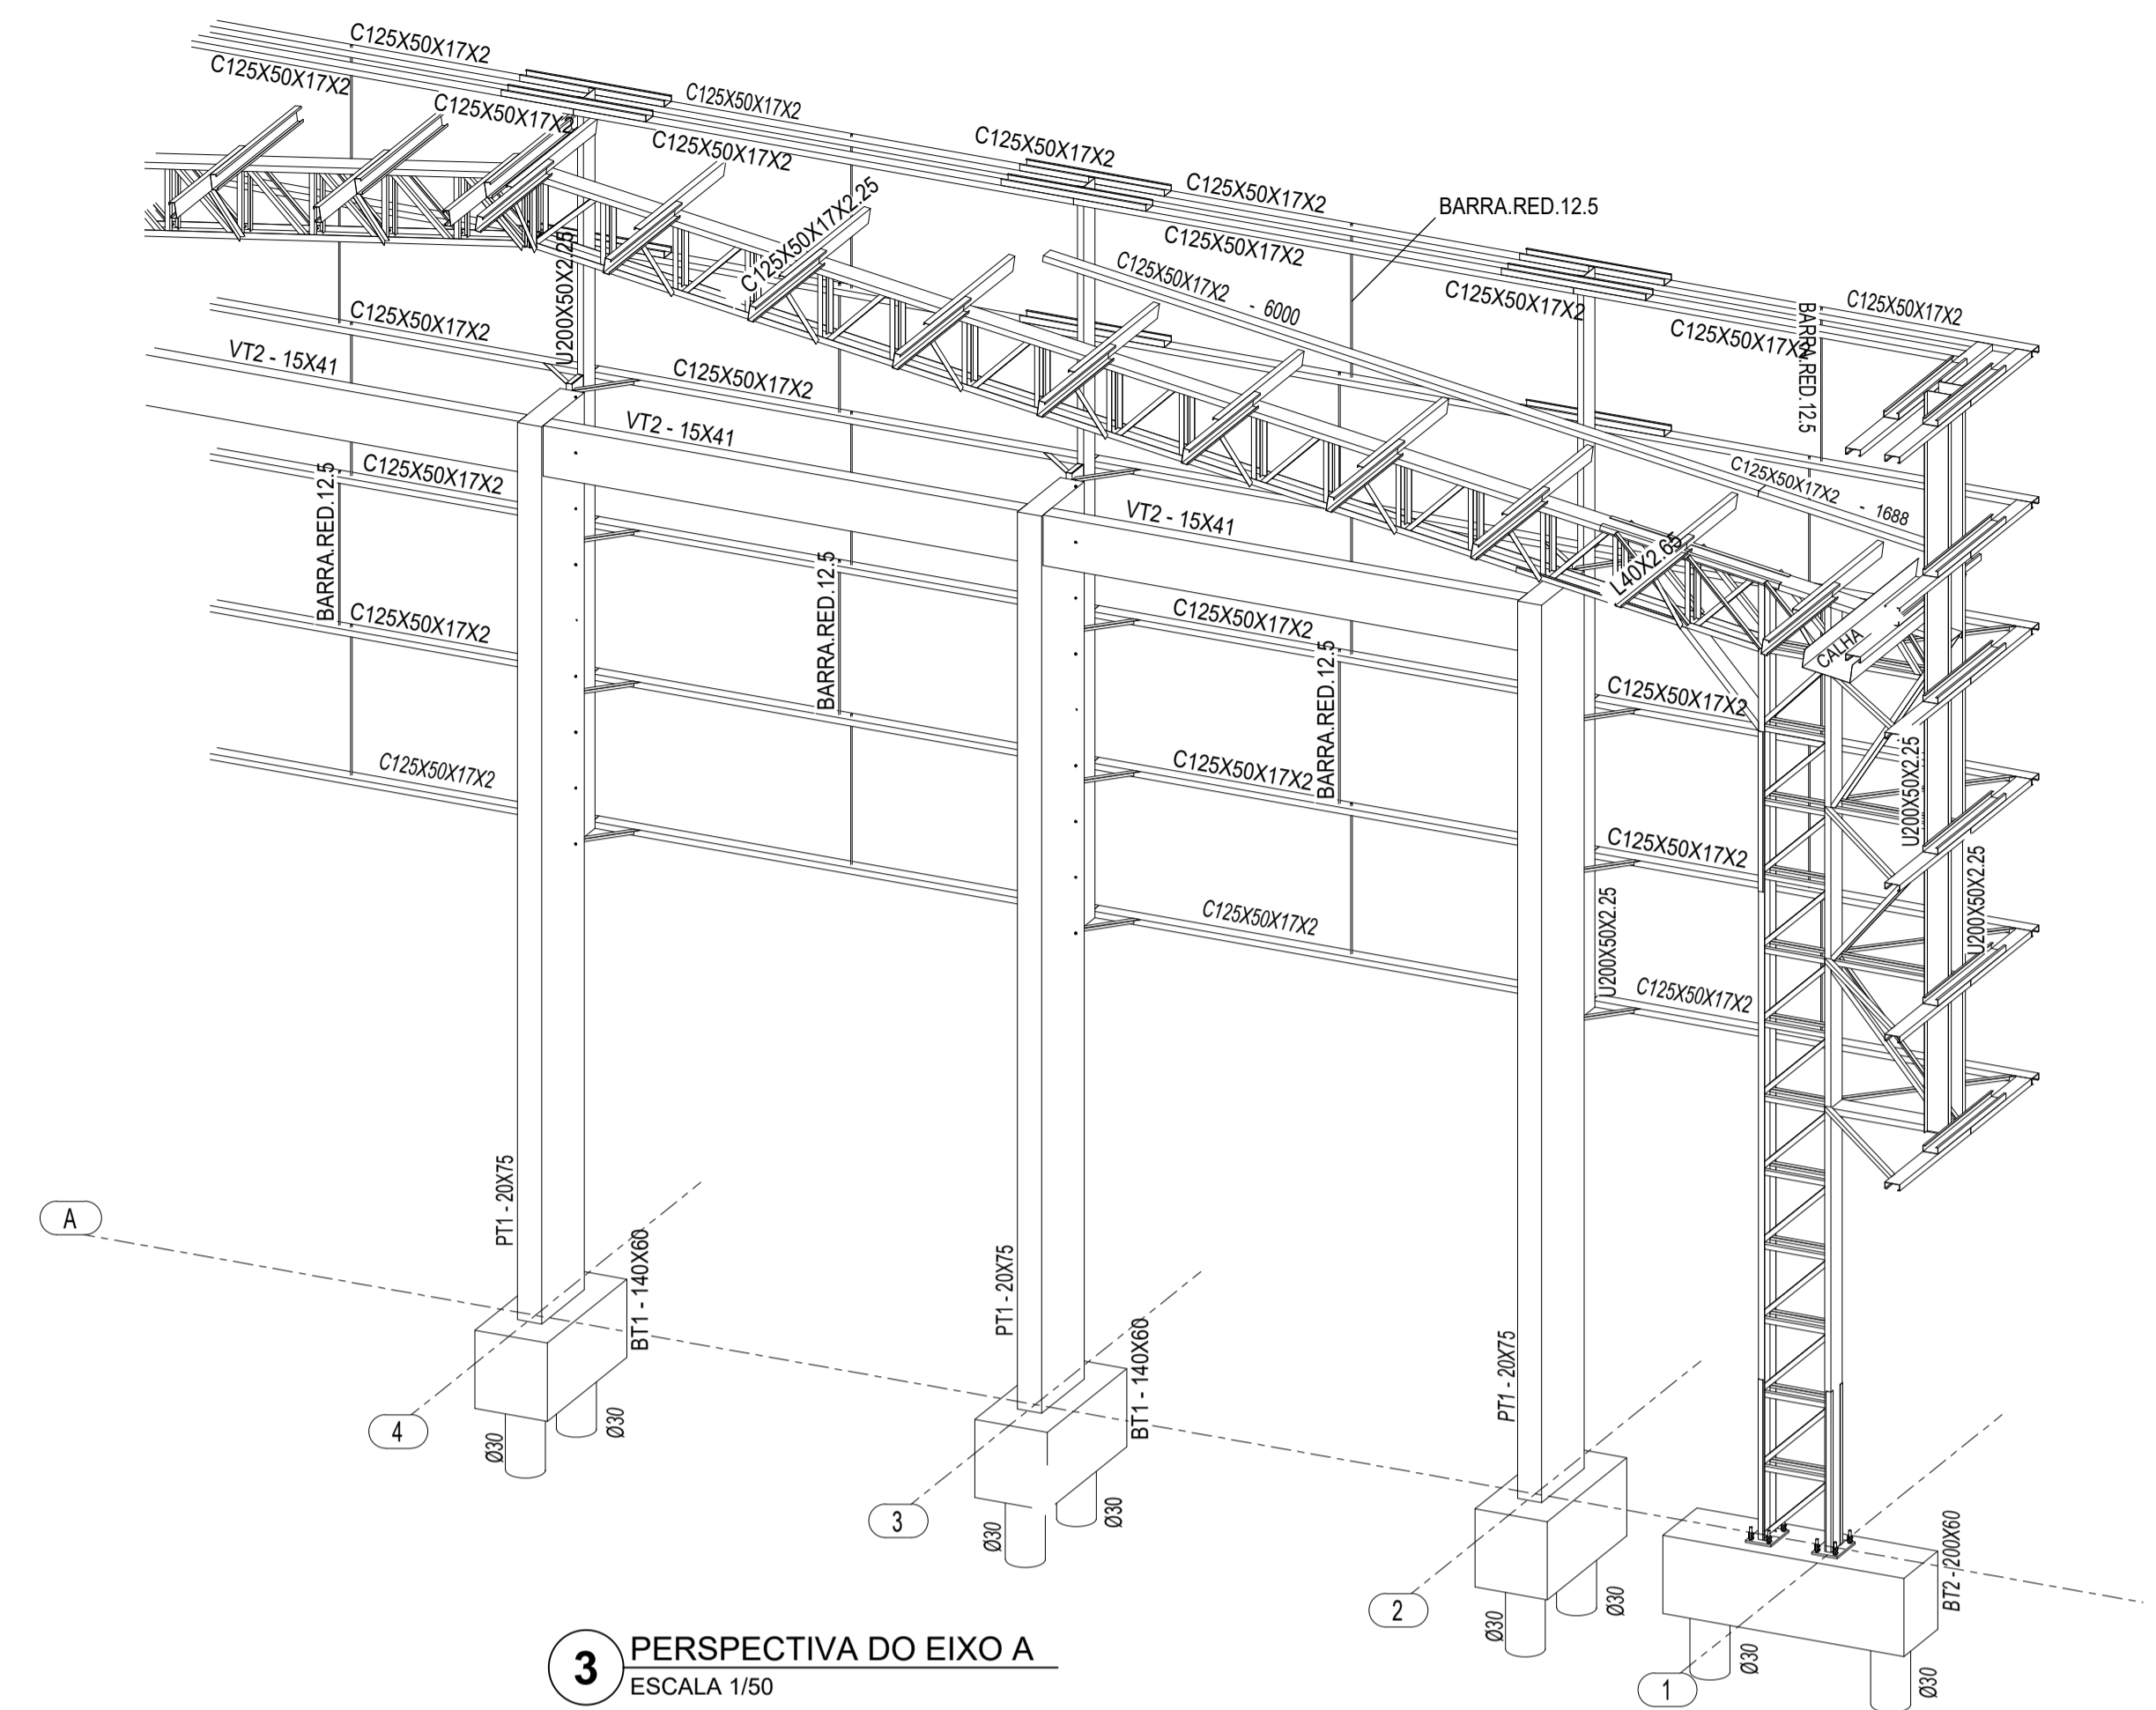 C125X50X17X2
C125X50X17X2
C125X50X17X2
C125X50X17X2
C125X50X17X2
C125X50X17X2
C125X50X17X2
C125X50X17X2
BARRA.RED.12.5
C125X50X17X2.25
U200X50X2.25
C125X50X17X2 - 6000
C125X50X17X2
C125X50X17X2
C125X50X17X2
BARRA.RED.12.5
C125X50X17X2
VT2 - 15X41
C125X50X17X2
C125X50X17X2
VT2 - 15X41
BARRA.RED.12.5
C125X50X17X2
C125X50X17X2 - 1688
VT2 - 15X41
BARRA.RED.12.5
L40X2.65
CALHA
C125X50X17X2
C125X50X17X2
BARRA.RED.12.5
C125X50X17X2
C125X50X17X2
C125X50X17X2
C125X50X17X2
U200X50X2.25
C125X50X17X2
U200X50X2.25
C125X50X17X2
U200X50X2.25
C125X50X17X2
A
PT1 - 20X75
BT1 - 140X60
PT1 - 20X75
BT1 - 140X60
PT1 - 20X75
4
Ø30
Ø30
3
Ø30
Ø30
BT2 - 200X60
2
Ø30
Ø30
1
Ø30
Ø30
3
PERSPECTIVA DO EIXO A
ESCALA 1/50